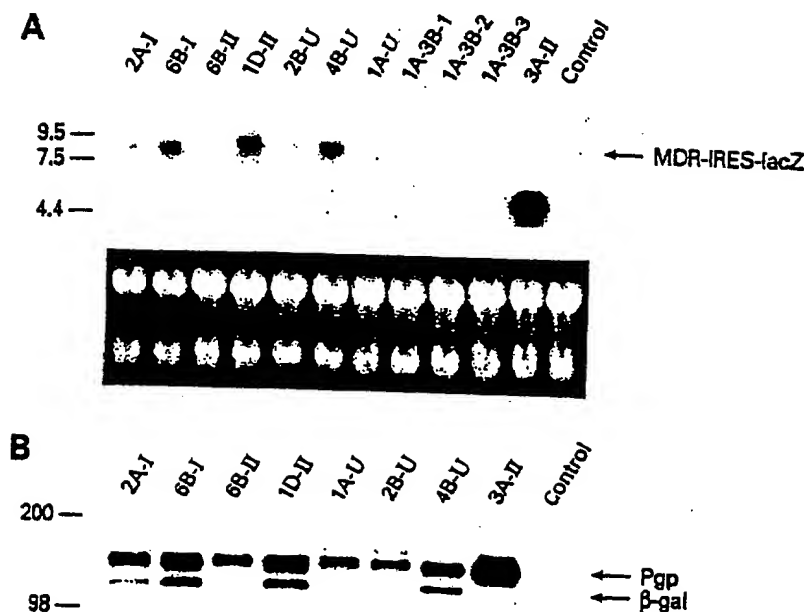 A
2A-I 6B-I 6B-II 1D-II 2B-U 4B-U 1A-U 1A-3B-1 1A-3B-2 1A-3B-3 3A-II Control
9.5
7.5
MDR-IRES-lacZ
4.4
B
2A-I 6B-I 6B-II 1D-II 1A-U 2B-U 4B-U 3A-II Control
200
Pgp
β-gal
98